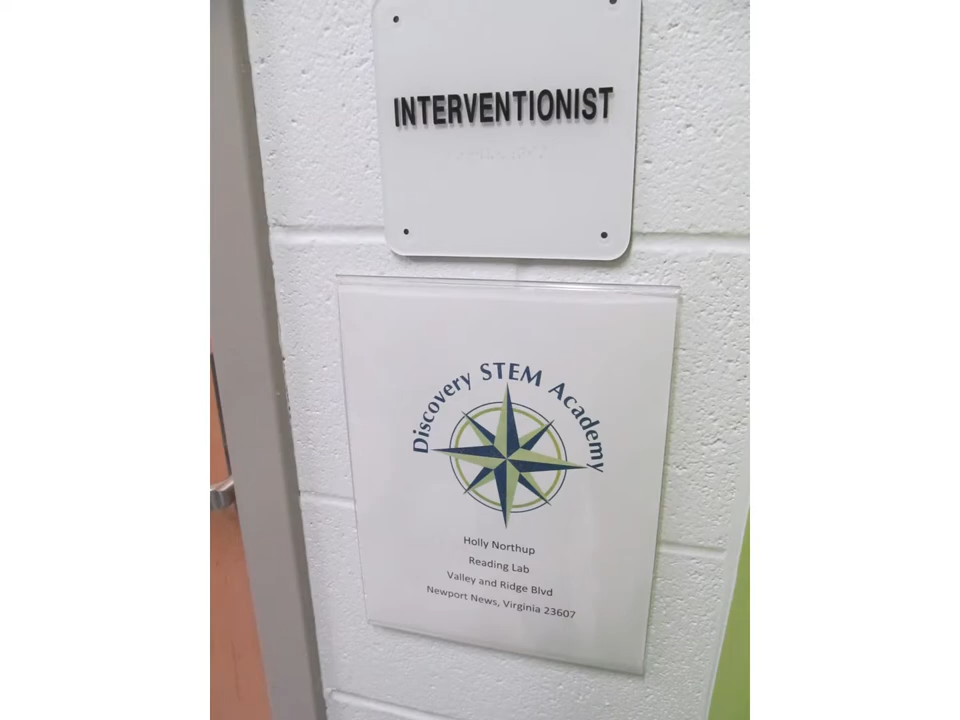 INTERVENTIONIST
Discovery STEM Academy
Holly Northup
Reading Lab
Valley and Ridge Blvd
Newport News, Virginia 23607